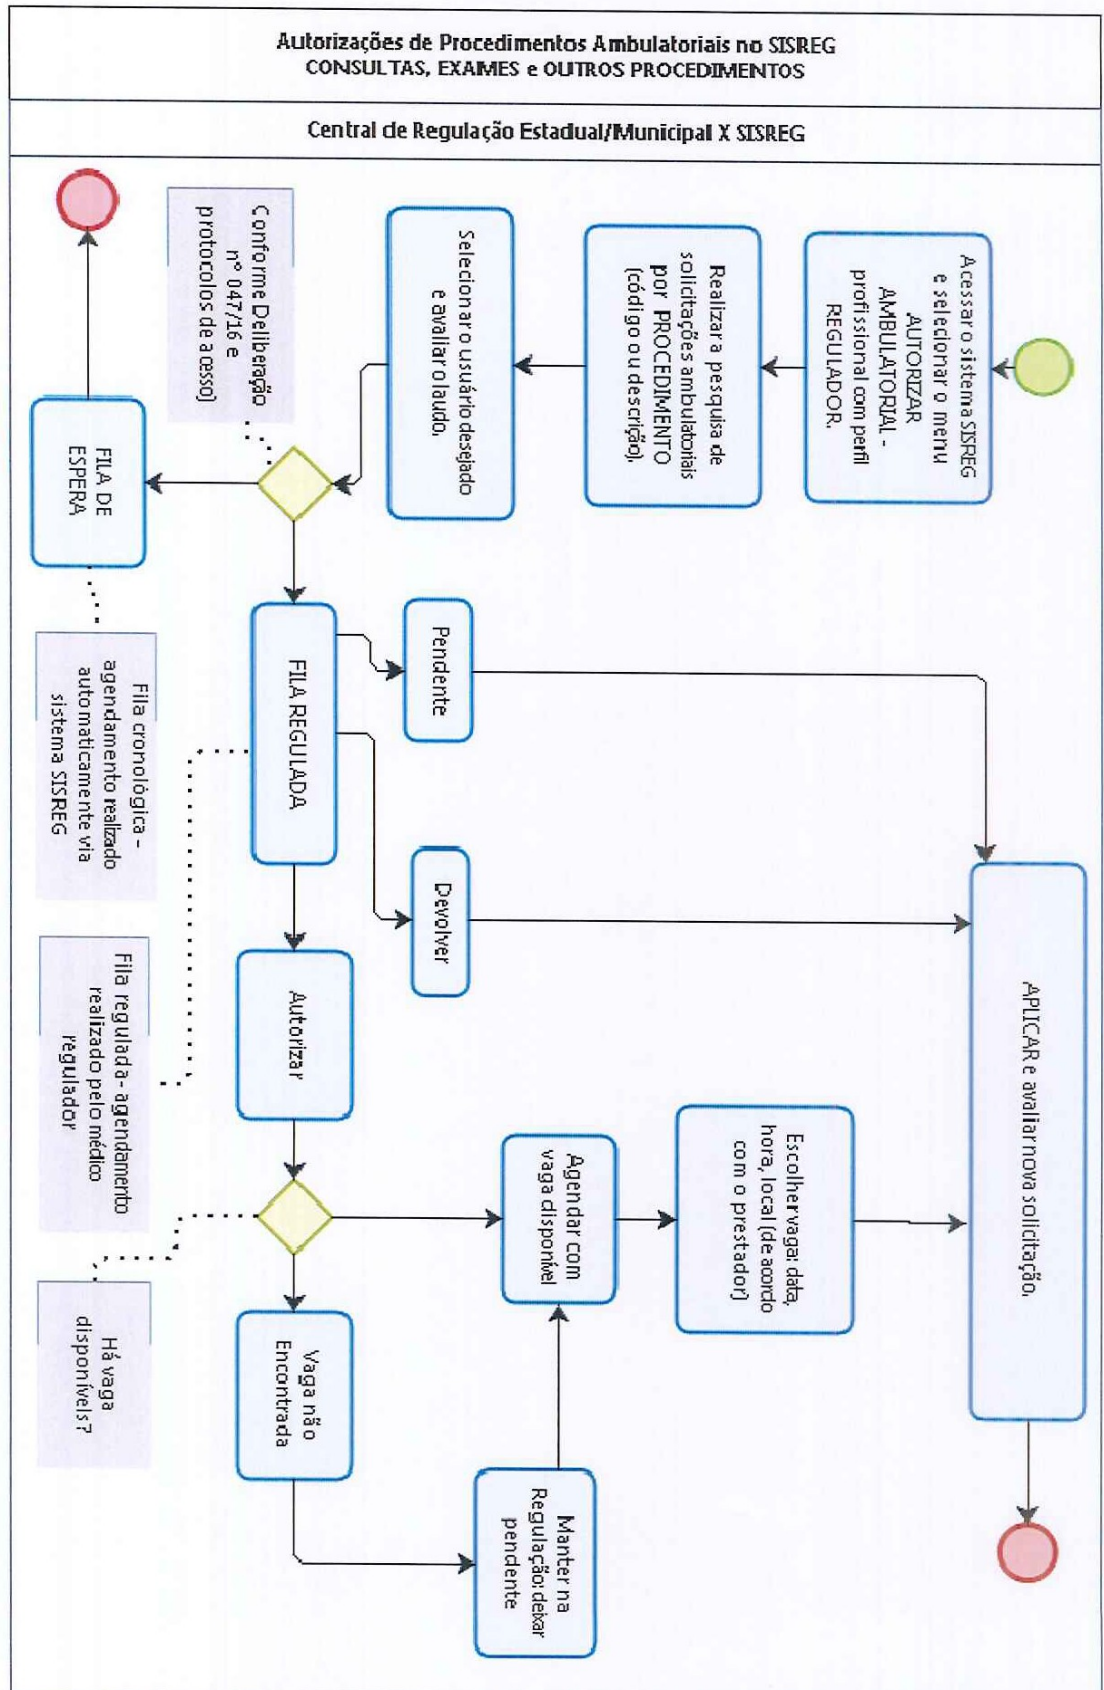 Autorizações de Procedimentos Ambulatoriais no SISREG
CONSULTAS, EXAMES e OUTROS PROCEDIMENTOS
Central de Regulação Estadual/Municipal X SISREG
Acessar o sistema SISREG
e selecionar o menu
AMBULATORIAL -
AUTORIZAR
profissional com perfil
REGULADOR.
Realizar a pesquisa de
solicitações ambulatoriais
por PROCEDIMENTO
(código ou descrição).
Selecionar o usuário desejado
e avaliar o laudo.
Conforme Deliberação
nº 047/16 e
protocolos de acesso)
FILA DE
ESPERA
Fila cronológica -
agendamento realizado
automaticamente via
sistema SISREG
FILA REGULADA
Pendente
Devolver
Fila regulada- agendamento
realizado pelo médico
regulador
Autorizar
Há vaga
disponíveis?
Agendar com
vaga disponível
Escolher vaga: data,
hora, local (de acordo
com o prestador)
Vaga não
Encontrada
Manter na
Regulação: deixar
pendente
APLICAR e avaliar nova solicitação.